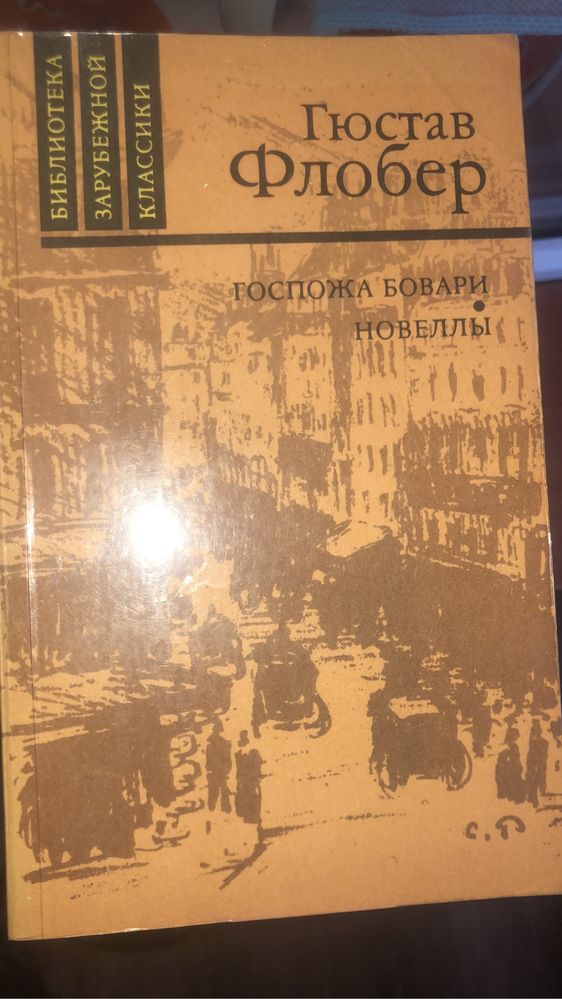 БИБЛИОТЕКА
ЗАРУБЕЖНОЙ
КЛАССИКИ
Гюстав
Флобер
ГОСПОЖА БОВАРИ
•
НОВЕЛЛЫ
с. Р